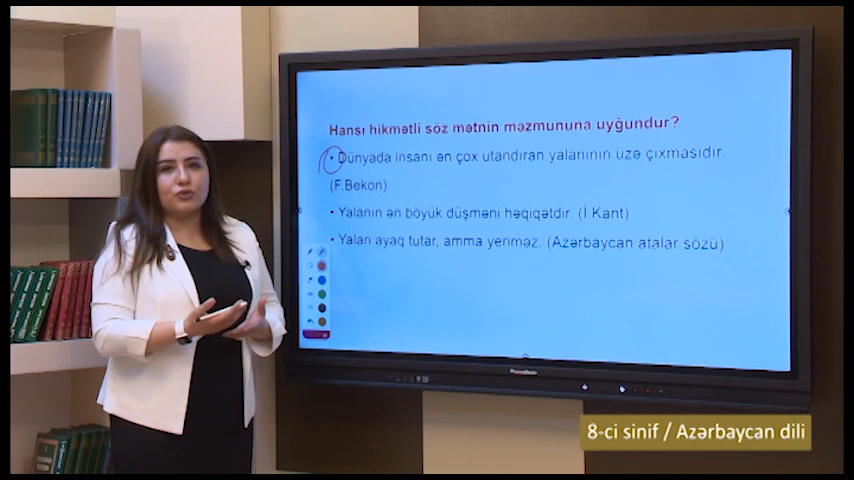 Hansı hikmətli söz mətnin məzmununa uyğundur?
• Dünyada insanı ən çox utandıran yalanının üzə çıxmasıdır.
(F.Bekon)
• Yalanın ən böyük düşməni həqiqətdir. (İ.Kant)
• Yalan ayaq tutar, amma yeriməz. (Azərbaycan atalar sözü)
Promethean
8-ci sinif / Azərbaycan dili